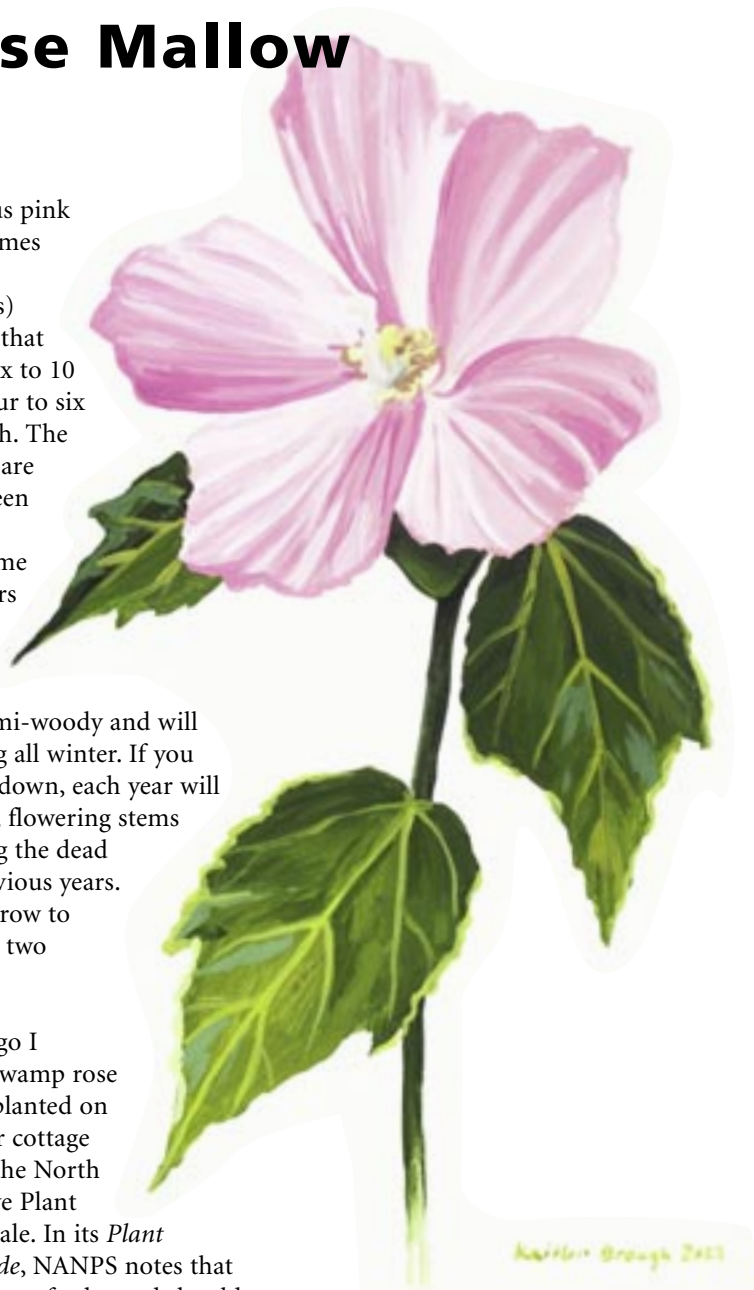 se Mallow
us pink
mes
s)
that
x to 10
ur to six
h. The
are
een
me
rs
mi-woody and will
g all winter. If you
down, each year will
flowering stems
g the dead
vious years.
row to
two
go I
wamp rose
planted on
r cottage
he North
e Plant
ale. In its Plant
de, NANPS notes that
Brough